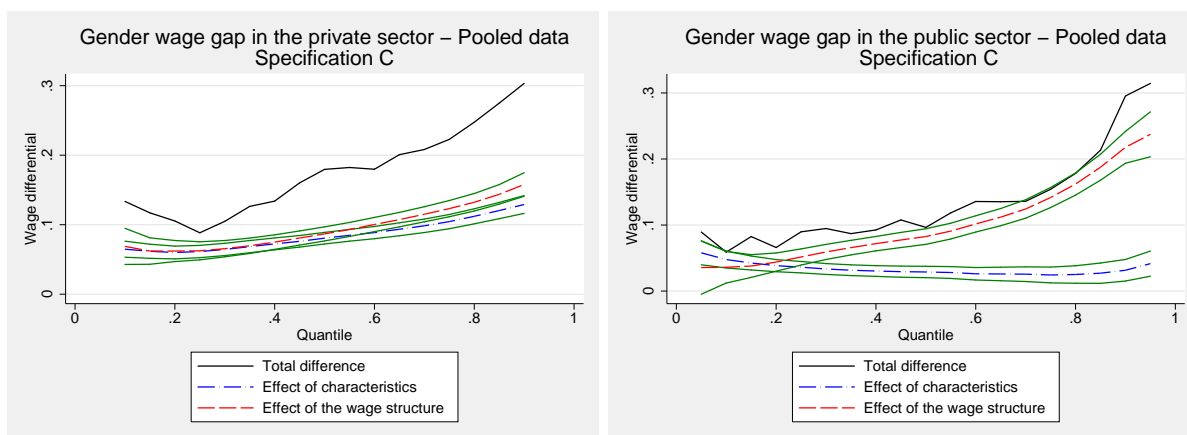 Gender wage gap in the private sector – Pooled data
Specification C
Wage differential
.3
.2
.1
0
0
.2
.4
.6
.8
1
Quantile
Total difference
Effect of characteristics
Effect of the wage structure
Gender wage gap in the public sector – Pooled data
Specification C
Wage differential
.3
.2
.1
0
0
.2
.4
.6
.8
1
Quantile
Total difference
Effect of characteristics
Effect of the wage structure